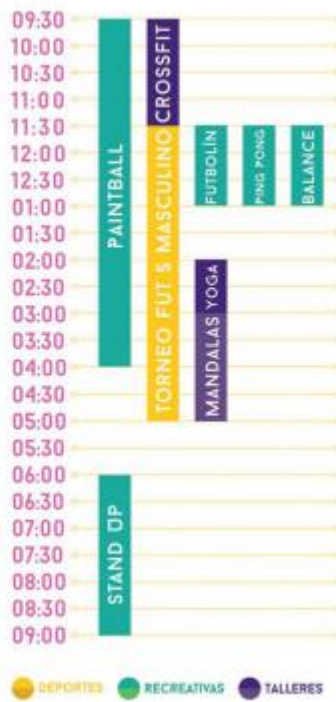 09:30
10:00
10:30
11:00
11:30
12:00
12:30
01:00
01:30
02:00
02:30
03:00
03:30
04:00
04:30
05:00
05:30
06:00
06:30
07:00
07:30
08:00
08:30
09:00
PAINTBALL
STAND UP
CROSSFIT
TORNEO FUT 5 MASCULINO
FUTBOLÍN
YOGA
MANDALAS
PING PONG
BALANCE
DEPORTES
RECREATIVAS
TALLERES